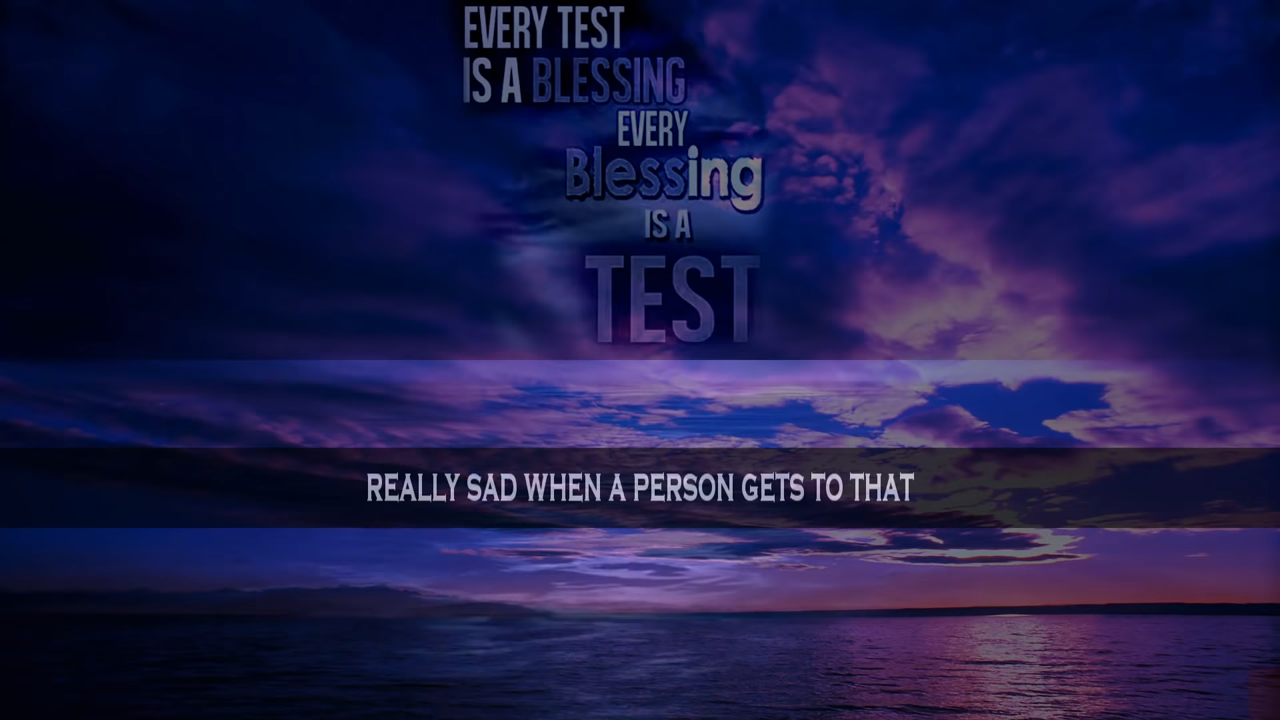 EVERY TEST
IS A BLESSING
EVERY
Blessing
IS A
TEST
REALLY SAD WHEN A PERSON GETS TO THAT